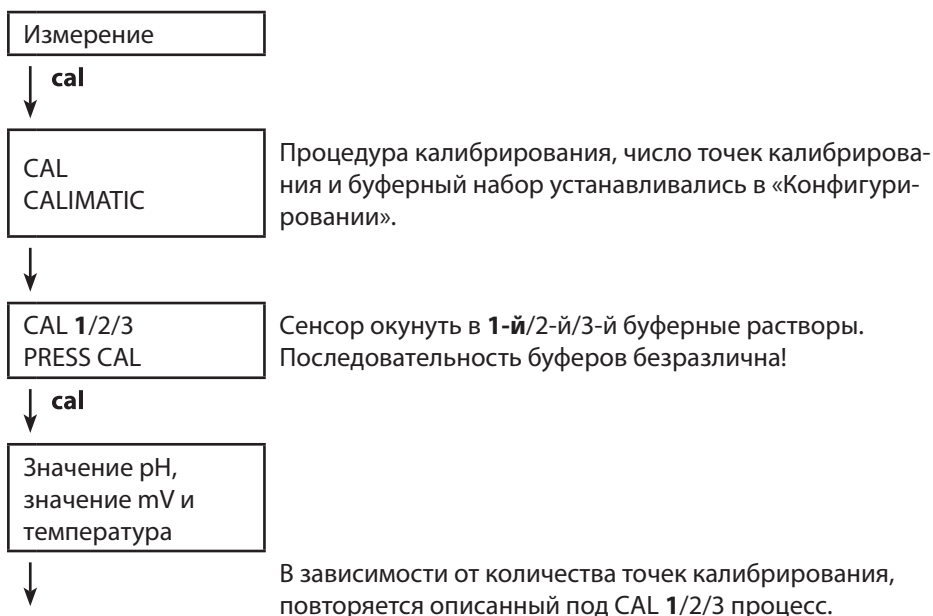 Измерение
cal
CAL
CALIMATIC
Процедура калибрирования, число точек калибрирова-
ния и буферный набор устанавливались в «Конфигури-
ровании».
CAL 1/2/3
PRESS CAL
Сенсор окунуть в 1-й/2-й/3-й буферные растворы.
Последовательность буферов безразлична!
cal
Значение pH,
значение mV и
температура
В зависимости от количества точек калибрирования,
повторяется описанный под CAL 1/2/3 процесс.